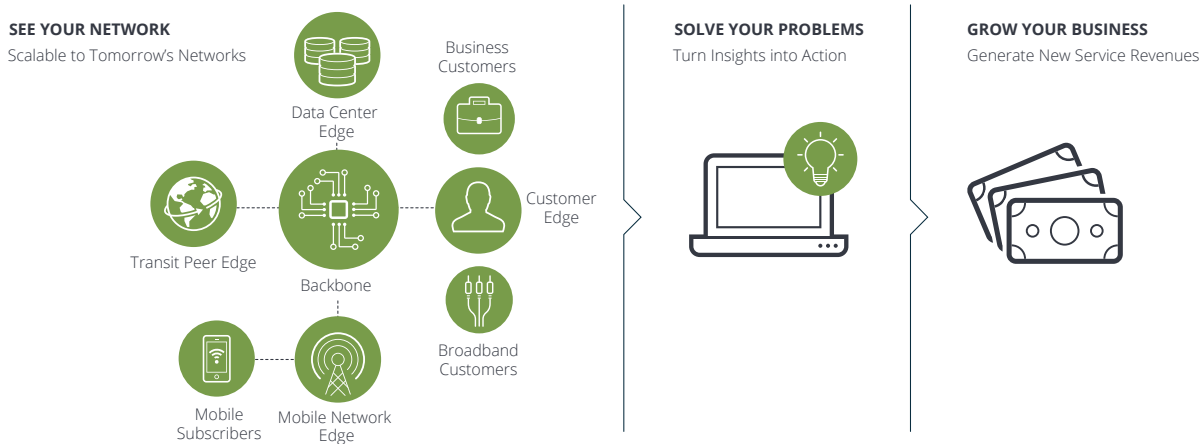 SEE YOUR NETWORK
Scalable to Tomorrow’s Networks
Data Center
Edge
Business
Customers
Transit Peer Edge
Backbone
Customer
Edge
Broadband
Customers
Mobile
Subscribers
Mobile Network
Edge
SOLVE YOUR PROBLEMS
Turn Insights into Action
GROW YOUR BUSINESS
Generate New Service Revenues